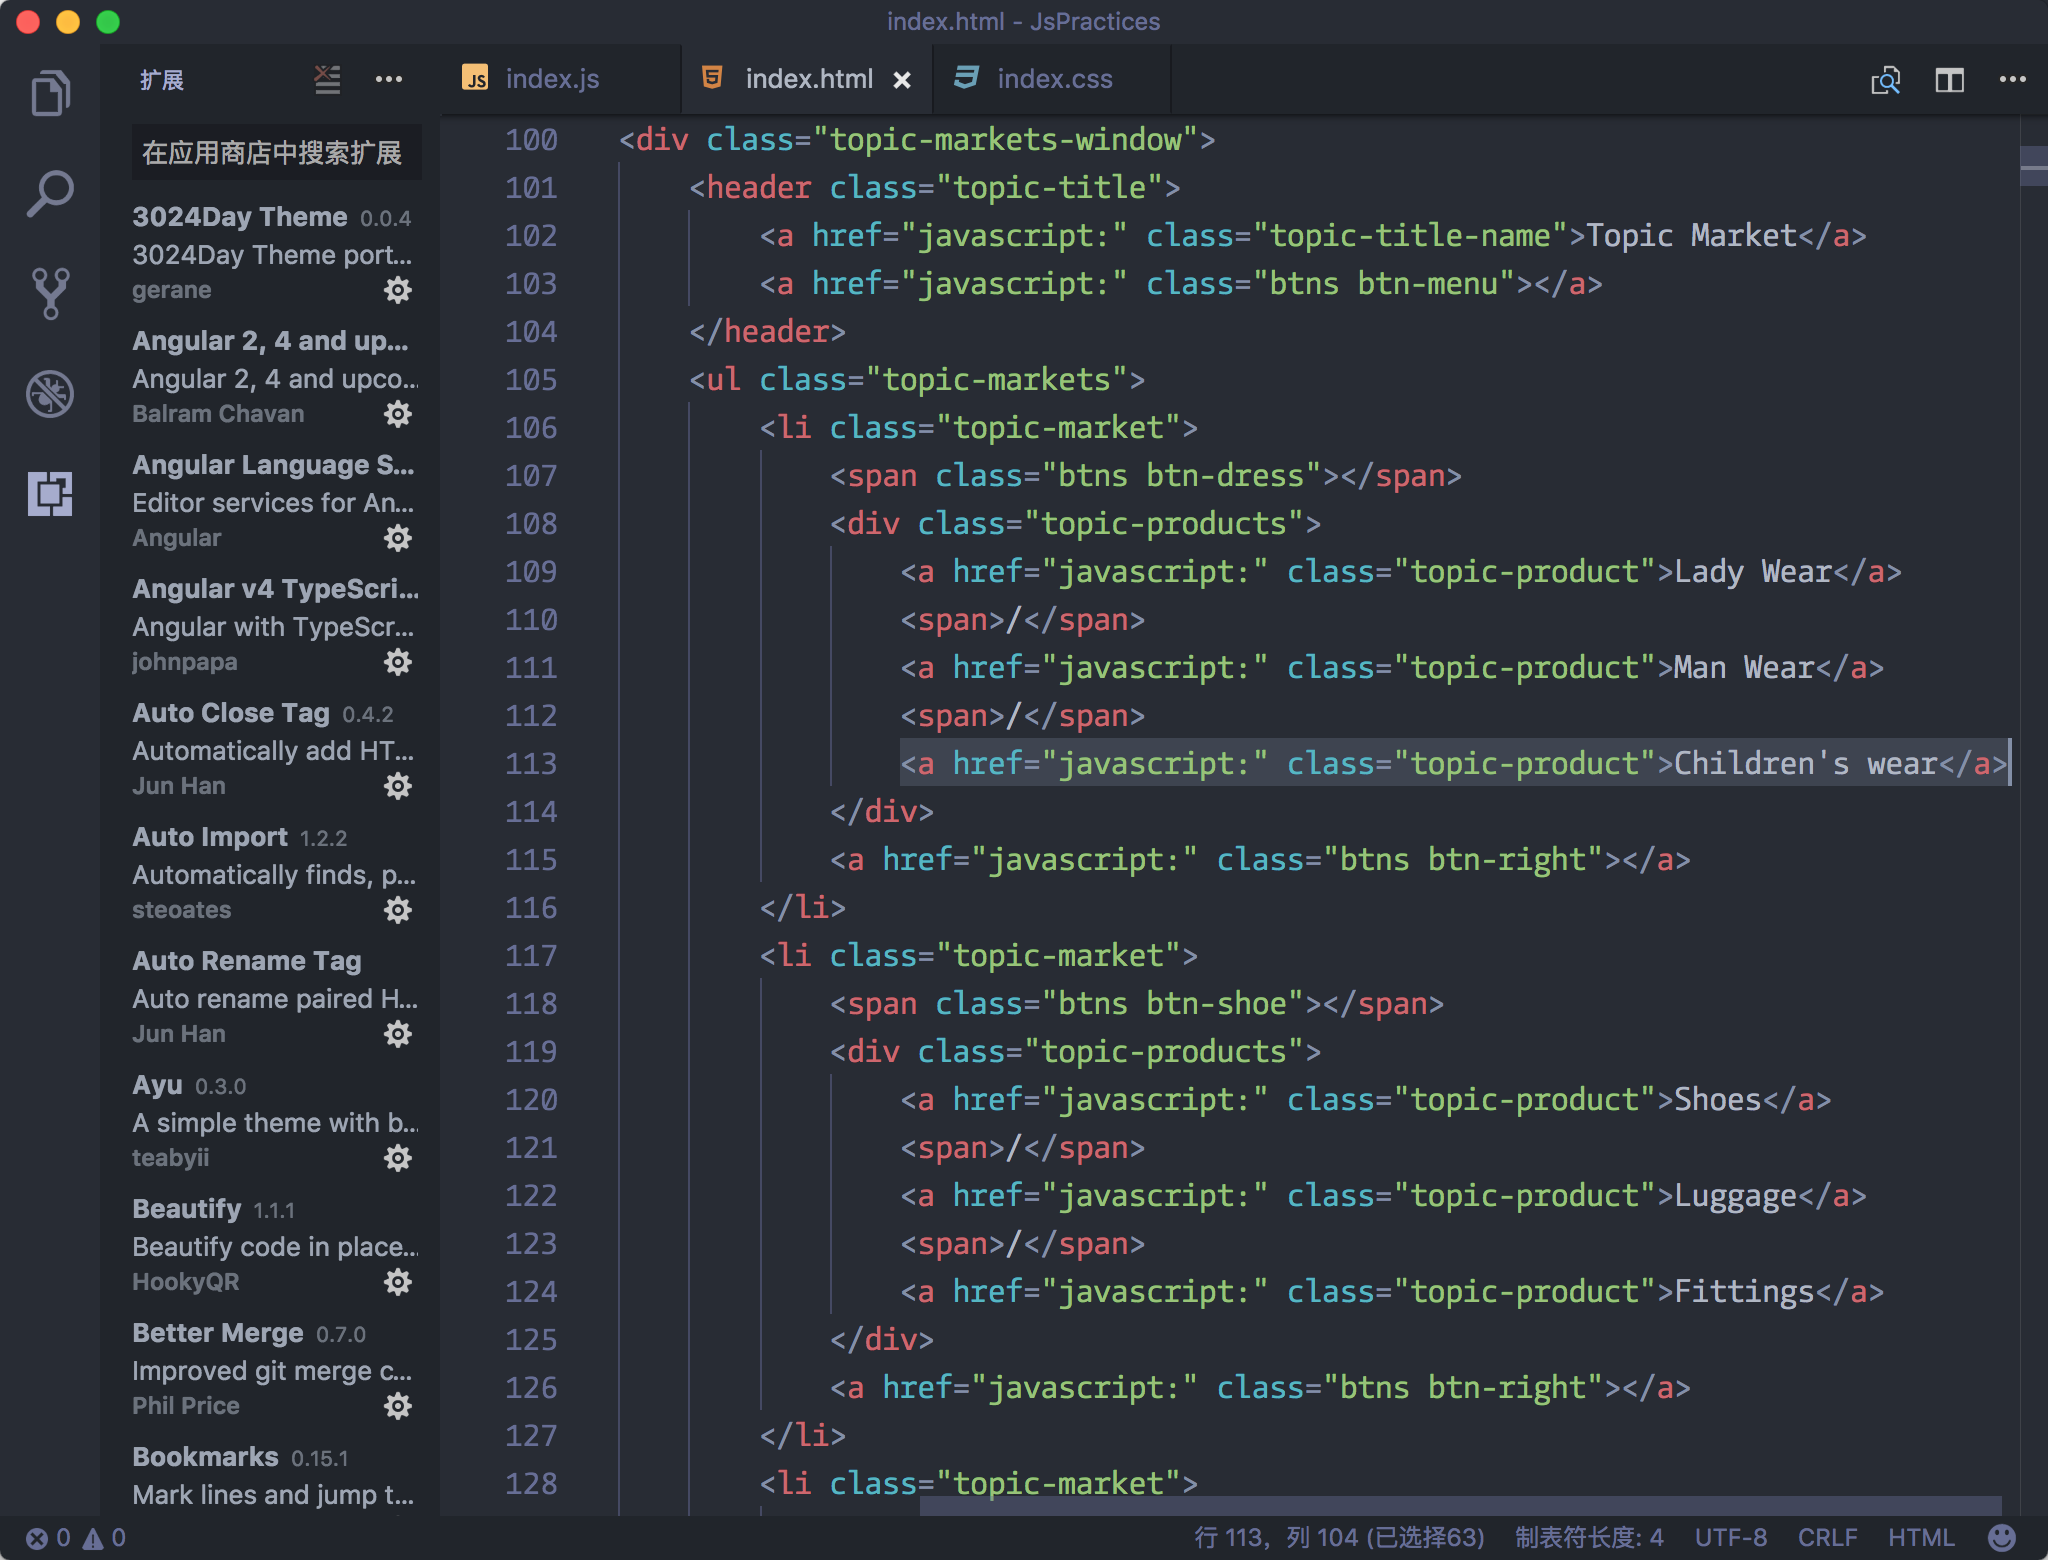 index.html - JsPractices
扩展
JS index.js
5 index.html
3 index.css
在应用商店中搜索扩展
3024Day Theme 0.0.4
3024Day Theme port...
gerane
Angular 2, 4 and up...
Angular 2, 4 and upco...
Balram Chavan
Angular Language S...
Editor services for An...
Angular
Angular v4 TypeScri...
Angular with TypeScr...
johnpapa
Auto Close Tag 0.4.2
Automatically add HT...
Jun Han
Auto Import 1.2.2
Automatically finds, p...
steoates
Auto Rename Tag
Auto rename paired H...
Jun Han
Ayu 0.3.0
A simple theme with b...
teabyii
Beautify 1.1.1
Beautify code in place...
HookyQR
Better Merge 0.7.0
Improved git merge c...
Phil Price
Bookmarks 0.15.1
Mark lines and jump t...
100 <div class="topic-markets-window">
101 <header class="topic-title">
102 <a href="javascript:" class="topic-title-name">Topic Market</a>
103 <a href="javascript:" class="btns btn-menu"></a>
104 </header>
105 <ul class="topic-markets">
106 <li class="topic-market">
107 <span class="btns btn-dress"></span>
108 <div class="topic-products">
109 <a href="javascript:" class="topic-product">Lady Wear</a>
110 <span>/</span>
111 <a href="javascript:" class="topic-product">Man Wear</a>
112 <span>/</span>
113 <a href="javascript:" class="topic-product">Children's wear</a>
114 </div>
115 <a href="javascript:" class="btns btn-right"></a>
116 </li>
117 <li class="topic-market">
118 <span class="btns btn-shoe"></span>
119 <div class="topic-products">
120 <a href="javascript:" class="topic-product">Shoes</a>
121 <span>/</span>
122 <a href="javascript:" class="topic-product">Luggage</a>
123 <span>/</span>
124 <a href="javascript:" class="topic-product">Fittings</a>
125 </div>
126 <a href="javascript:" class="btns btn-right"></a>
127 </li>
128 <li class="topic-market">
0 0 行 113，列 104 (已选择63) 制表符长度: 4 UTF-8 CRLF HTML